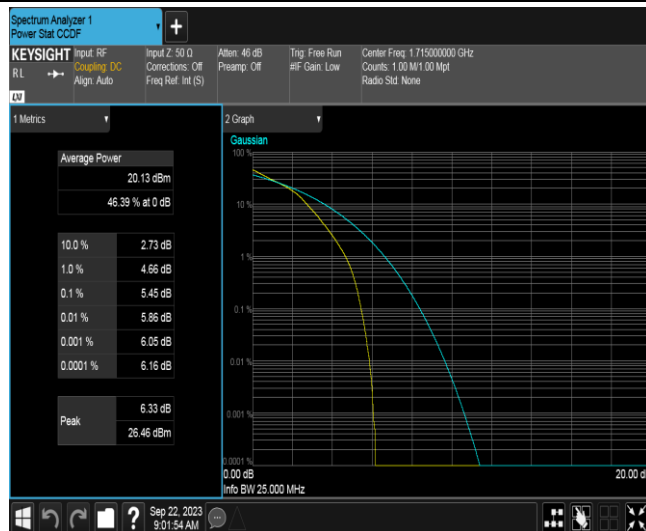 Spectrum Analyzer 1
Power Stat CCDF
+
KEYSIGHT
RL
Input: RF
Coupling: DC
Align: Auto
Input Z: 50 Ω
Corrections: Off
Freq Ref: Int (S)
Atten: 46 dB
Preamp: Off
Trig: Free Run
#IF Gain: Low
Center Freq: 1.715000000 GHz
Counts: 1.00 M/1.00 Mpt
Radio Std: None
1 Metrics
Average Power
20.13 dBm
46.39 % at 0 dB
10.0 % 2.73 dB
1.0 % 4.66 dB
0.1 % 5.45 dB
0.01 % 5.86 dB
0.001 % 6.05 dB
0.0001 % 6.16 dB
Peak
6.33 dB
26.46 dBm
2 Graph
Gaussian
100 %
10 %
1 %
0.1 %
0.01 %
0.001 %
0.0001 %
0.00 dB
20.00 d
Info BW 25.000 MHz
?
Sep 22, 2023
9:01:54 AM